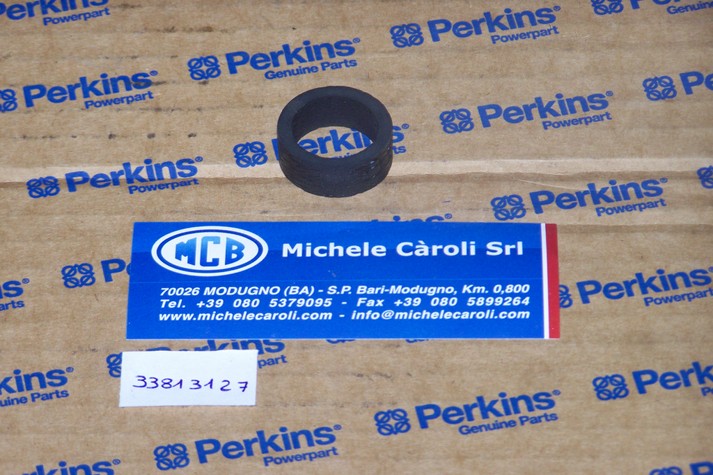 Perkins
Powerpart
Perkins
Powerpart
Perkins
Genuine Parts
Perkins
Powerpart
Perkins
Powerpart
Perkins
Powerpart
Perkins
Powerpart
MCB Michele Càroli Srl
70026 MODUGNO (BA) - S.P. Bari-Modugno, Km. 0,800
Tel. +39 080 5379095 - Fax +39 080 5899264
www.michelecaroli.com - info@michelecaroli.com
33813127
Perkins
Genuine Parts
Perkins
Genuine Parts
Perkins
Powerpart